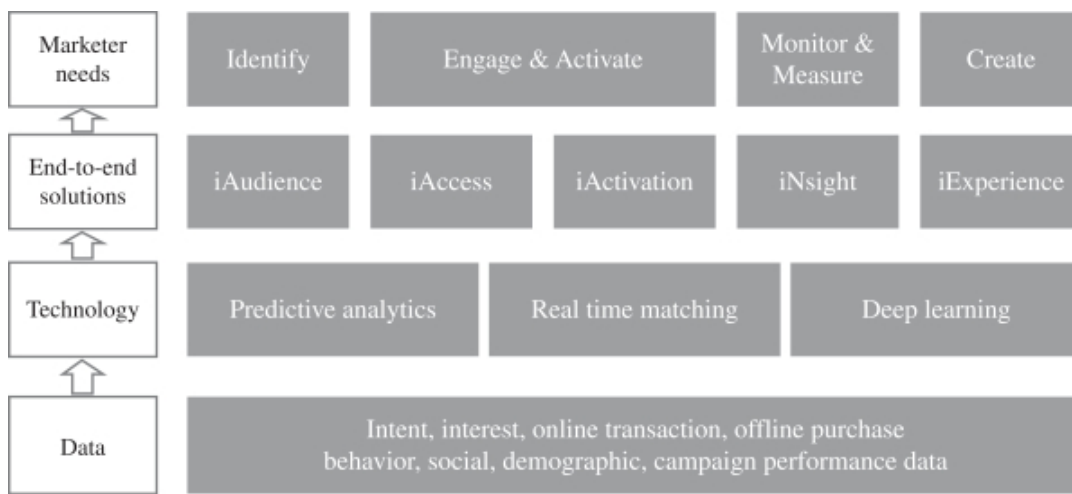 Marketer
needs
Identify
Engage & Activate
Monitor &
Measure
Create
End-to-end
solutions
iAudience
iAccess
iActivation
iNsight
iExperience
Technology
Predictive analytics
Real time matching
Deep learning
Data
Intent, interest, online transaction, offline purchase
behavior, social, demographic, campaign performance data